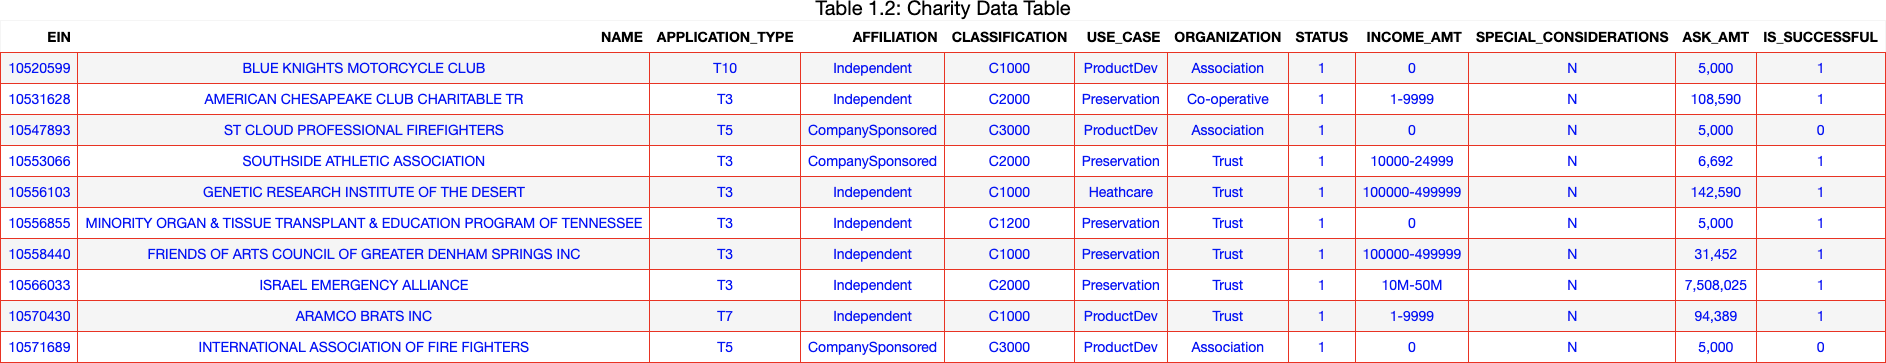 Table 1.2: Charity Data Table
EIN NAME APPLICATION_TYPE AFFILIATION CLASSIFICATION USE_CASE ORGANIZATION STATUS INCOME_AMT SPECIAL_CONSIDERATIONS ASK_AMT IS_SUCCESSFUL
10520599 BLUE KNIGHTS MOTORCYCLE CLUB T10 Independent C1000 ProductDev Association 1 0 N 5,000 1
10531628 AMERICAN CHESAPEAKE CLUB CHARITABLE TR T3 Independent C2000 Preservation Co-operative 1 1-9999 N 108,590 1
10547893 ST CLOUD PROFESSIONAL FIREFIGHTERS T5 CompanySponsored C3000 ProductDev Association 1 0 N 5,000 0
10553066 SOUTHSIDE ATHLETIC ASSOCIATION T3 CompanySponsored C2000 Preservation Trust 1 10000-24999 N 6,692 1
10556103 GENETIC RESEARCH INSTITUTE OF THE DESERT T3 Independent C1000 Heathcare Trust 1 100000-499999 N 142,590 1
10556855 MINORITY ORGAN & TISSUE TRANSPLANT & EDUCATION PROGRAM OF TENNESSEE T3 Independent C1200 Preservation Trust 1 0 N 5,000 1
10558440 FRIENDS OF ARTS COUNCIL OF GREATER DENHAM SPRINGS INC T3 Independent C1000 Preservation Trust 1 100000-499999 N 31,452 1
10566033 ISRAEL EMERGENCY ALLIANCE T3 Independent C2000 Preservation Trust 1 10M-50M N 7,508,025 1
10570430 ARAMCO BRATS INC T7 Independent C1000 ProductDev Trust 1 1-9999 N 94,389 1
10571689 INTERNATIONAL ASSOCIATION OF FIRE FIGHTERS T5 CompanySponsored C3000 ProductDev Association 1 0 N 5,000 0